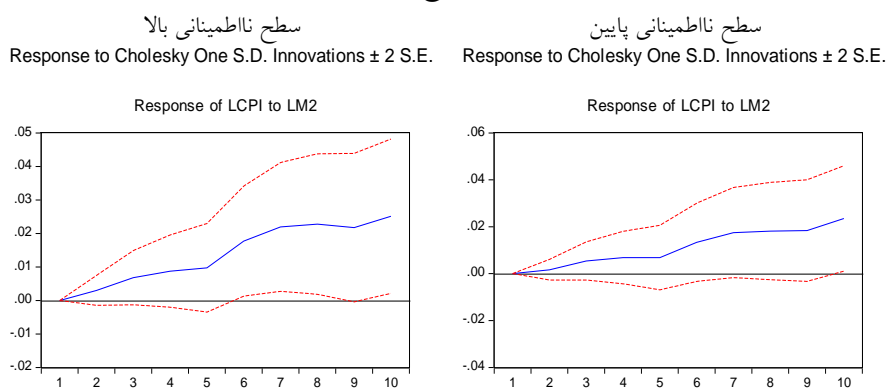 سطح نااطمینانی بالا
Response to Cholesky One S.D. Innovations ± 2 S.E.
Response of LCPI to LM2
.05
.04
.03
.02
.01
.00
-.01
-.02
1 2 3 4 5 6 7 8 9 10
سطح نااطمینانی پایین
Response to Cholesky One S.D. Innovations ± 2 S.E.
Response of LCPI to LM2
.06
.04
.02
.00
-.02
-.04
1 2 3 4 5 6 7 8 9 10